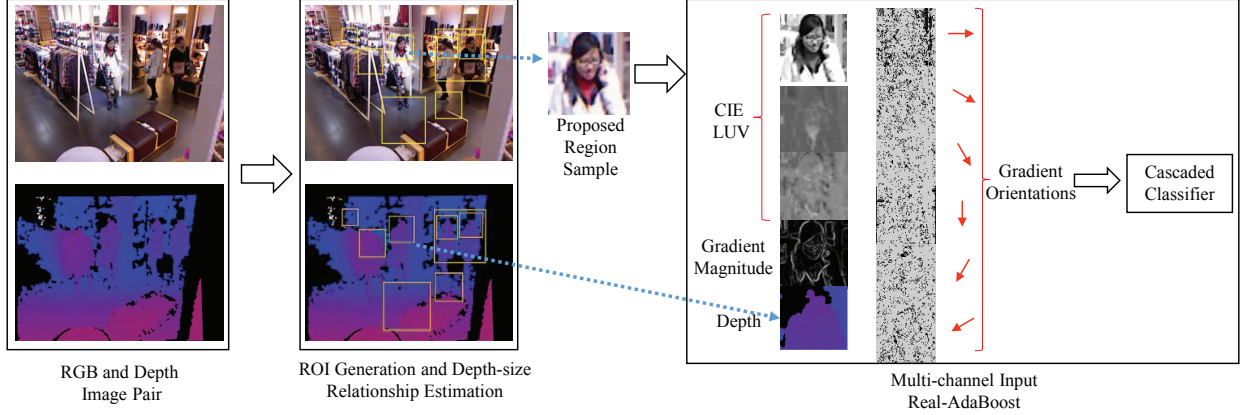 RGB and Depth
Image Pair
ROI Generation and Depth-size
Relationship Estimation
Proposed
Region
Sample
CIE
LUV
Gradient
Magnitude
Depth
Gradient
Orientations
Cascaded
Classifier
Multi-channel Input
Real-AdaBoost